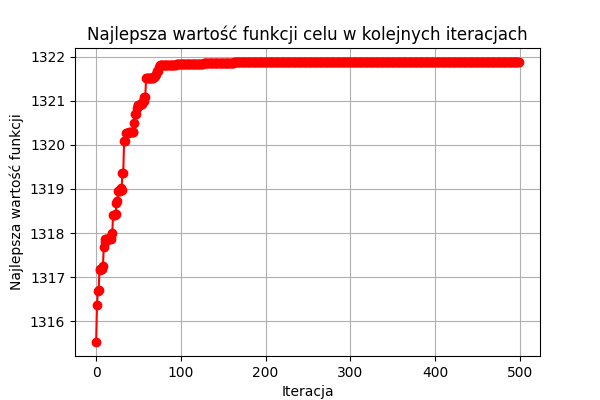 Najlepsza wartość funkcji celu w kolejnych iteracjach
1322
1321
1320
1319
1318
1317
1316
Najlepsza wartość funkcji
0 100 200 300 400 500
Iteracja